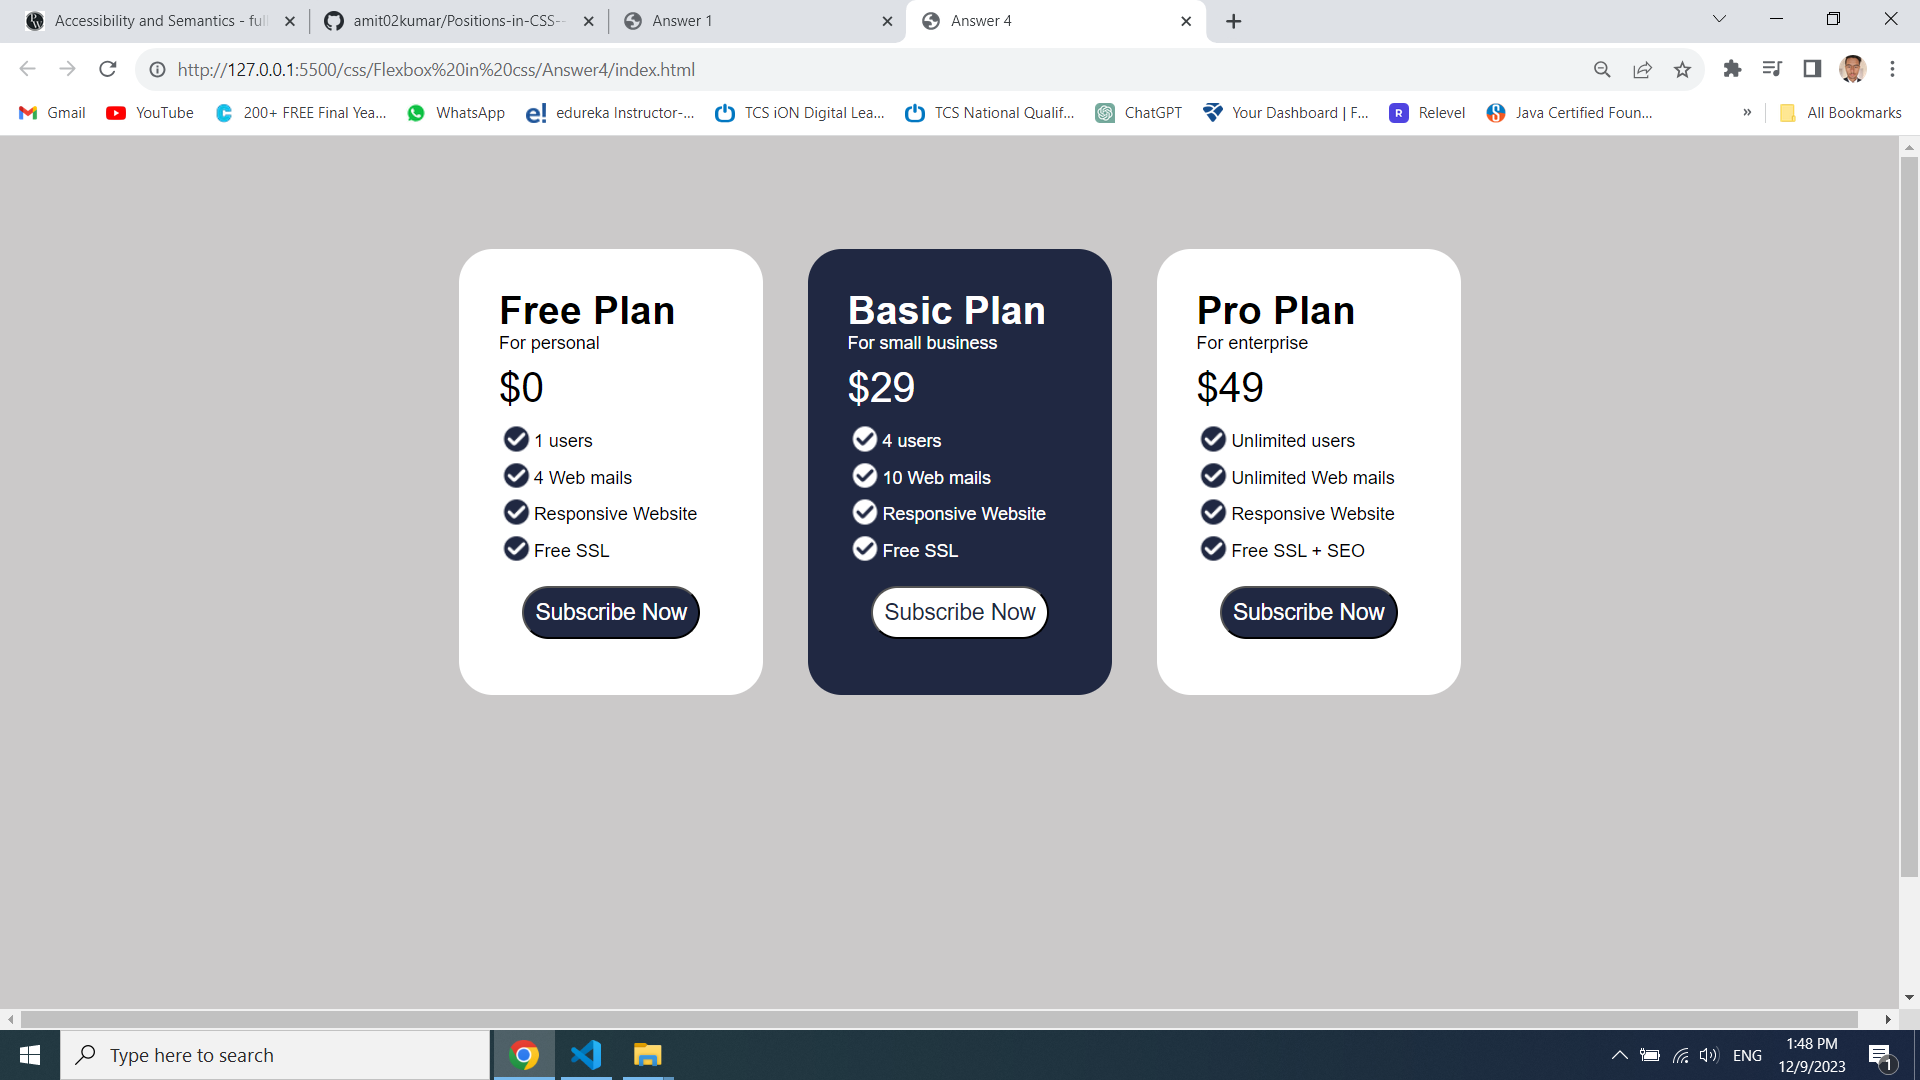 Accessibility and Semantics - ful
amit02kumar/Positions-in-CSS--
Answer 1
Answer 4
http://127.0.0.1:5500/css/Flexbox%20in%20css/Answer4/index.html
Gmail
YouTube
200+ FREE Final Yea...
WhatsApp
edureka Instructor-...
TCS iON Digital Lea...
TCS National Qualif...
ChatGPT
Your Dashboard | F...
Relevel
Java Certified Foun...
»
All Bookmarks
Free Plan
For personal
$0
1 users
4 Web mails
Responsive Website
Free SSL
Subscribe Now
Basic Plan
For small business
$29
4 users
10 Web mails
Responsive Website
Free SSL
Subscribe Now
Pro Plan
For enterprise
$49
Unlimited users
Unlimited Web mails
Responsive Website
Free SSL + SEO
Subscribe Now
Type here to search
ENG
1:48 PM
12/9/2023
1